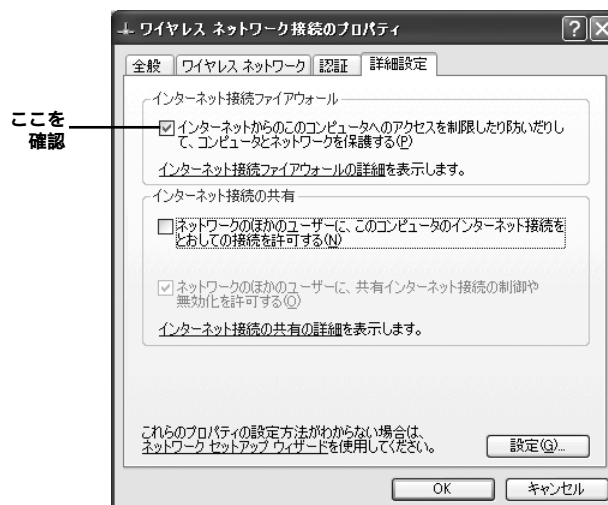 ワイヤレス ネットワーク接続のプロパティ
全般 ワイヤレス ネットワーク 認証 詳細設定
インターネット接続ファイアウォール
ここを
確認
インターネットからのこのコンピュータへのアクセスを制限したり防いだりし
て、コンピュータとネットワークを保護する(P)
インターネット接続ファイアウォールの詳細を表示します。
インターネット接続の共有
ネットワークのほかのユーザーに、このコンピュータのインターネット接続を
とおしての接続を許可する(N)
ネットワークのほかのユーザーに、共有インターネット接続の制御や
無効化を許可する(O)
インターネット接続の共有の詳細を表示します。
これらのプロパティの設定方法がわからない場合は、
ネットワーク セットアップ ウィザードを使用してください。
設定(G)...
OK キャンセル